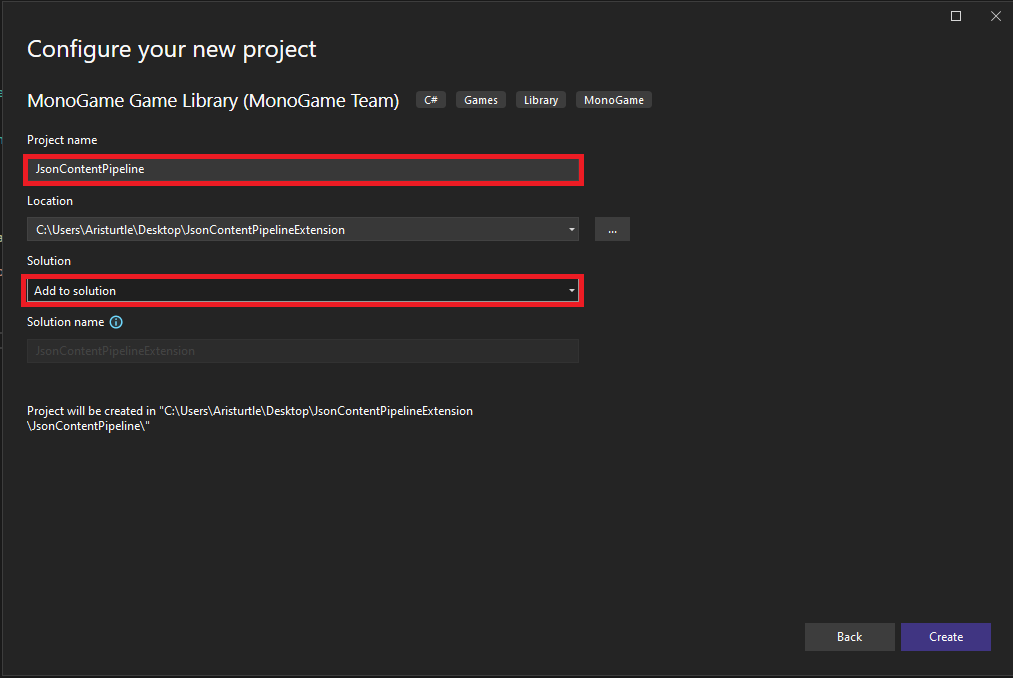 Configure your new project
MonoGame Game Library (MonoGame Team) C# Games Library MonoGame
Project name
JsonContentPipeline
Location
C:\Users\Aristurtle\Desktop\JsonContentPipelineExtension ...
Solution
Add to solution
Solution name
JsonContentPipelineExtension
Project will be created in "C:\Users\Aristurtle\Desktop\JsonContentPipelineExtension
\JsonContentPipeline\"
Back Create